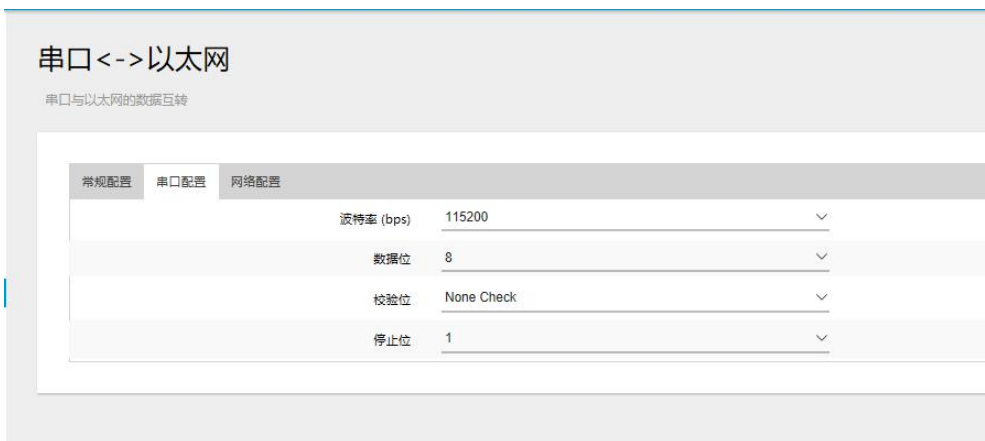 串口<->以太网
串口与以太网的数据互转
常规配置 串口配置 网络配置
波特率 (bps) 115200
数据位 8
校验位 None Check
停止位 1